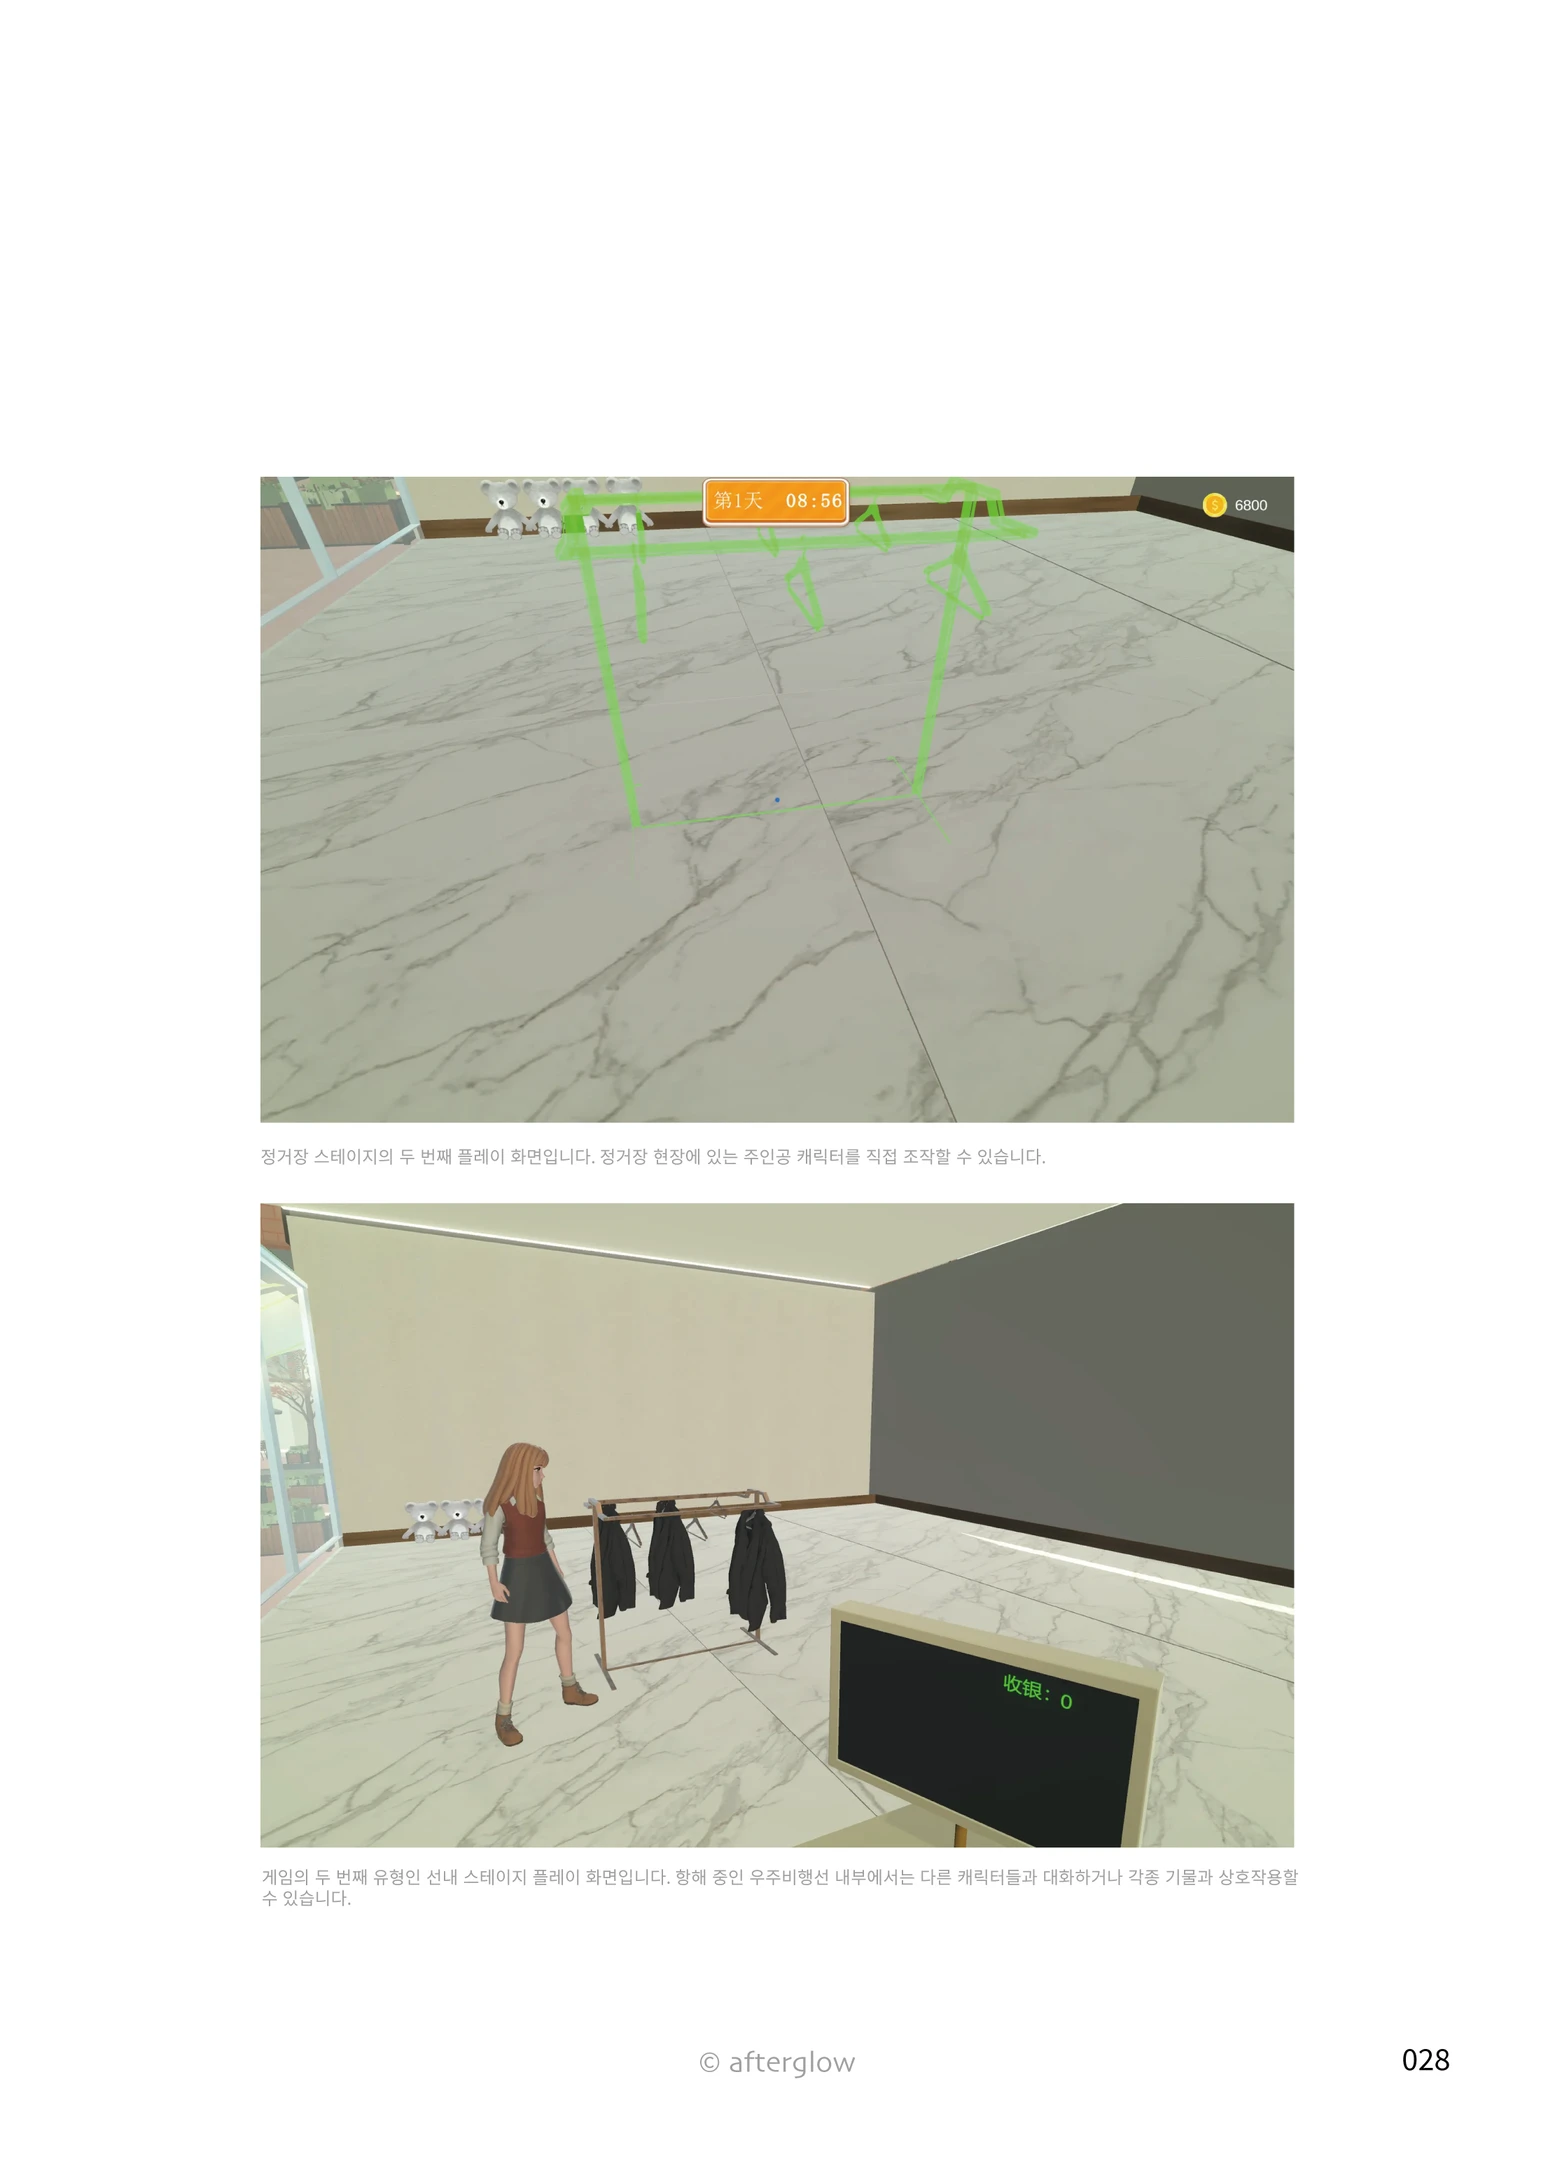 第1天 08:56
6800
정거장 스테이지의 두 번째 플레이 화면입니다. 정거장 현장에 있는 주인공 캐릭터를 직접 조작할 수 있습니다.
收银: 0
게임의 두 번째 유형인 선내 스테이지 플레이 화면입니다. 항해 중인 우주비행선 내부에서는 다른 캐릭터들과 대화하거나 각종 기물과 상호작용할
수 있습니다.
© afterglow
028